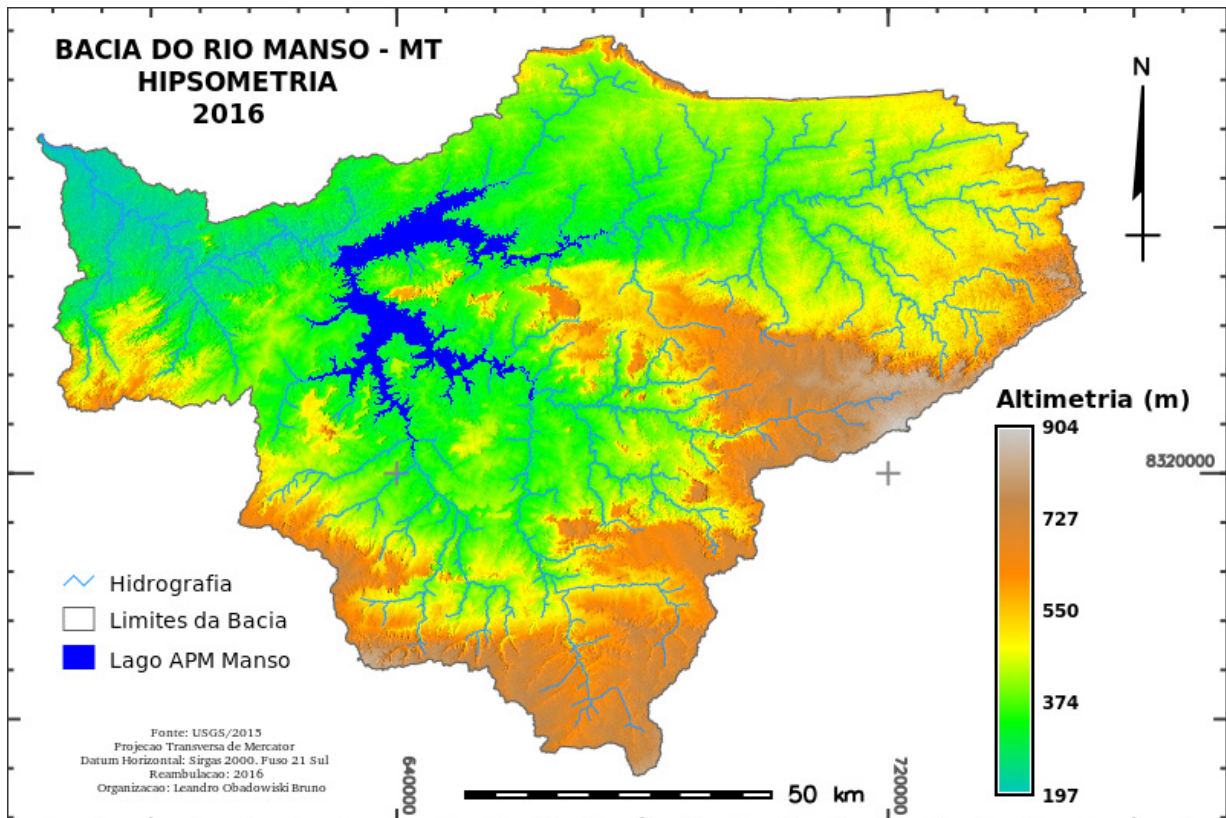 BACIA DO RIO MANSO - MT
HIPSOMETRIA
2016
N
Altimetria (m)
904
727
550
374
197
8320000
Hidrografia
Limites da Bacia
Lago APM Manso
Fonte: USGS/2015
Projecao Transversa de Mercator
Datum Horizontal: Sirgas 2000. Fuso 21 Sul
Reambulacao: 2016
Organizacao: Leandro Obadowiski Bruno
640000
720000
50 km